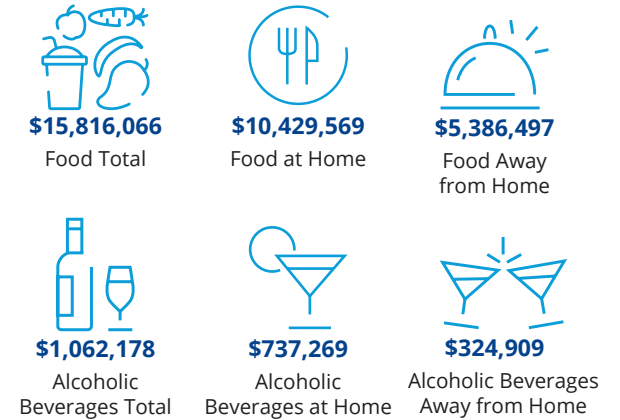 $15,816,066
Food Total
$10,429,569
Food at Home
$5,386,497
Food Away
from Home
$1,062,178
Alcoholic
Beverages Total
$737,269
Alcoholic
Beverages at Home
$324,909
Alcoholic Beverages
Away from Home